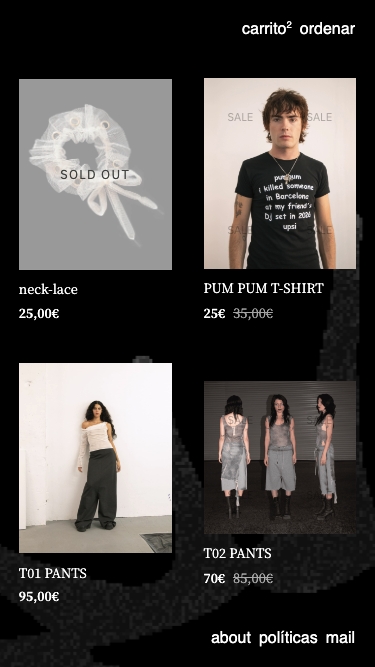 carrito² ordenar
SOLD OUT
SALE SALE
pum pum
I killed someone
in Barcelona
at my friend's
Dj set in 2026
upsi
SALE SALE
neck-lace
25,00€
PUM PUM T-SHIRT
25€ 35,00€
T01 PANTS
95,00€
T02 PANTS
70€ 85,00€
about políticas mail